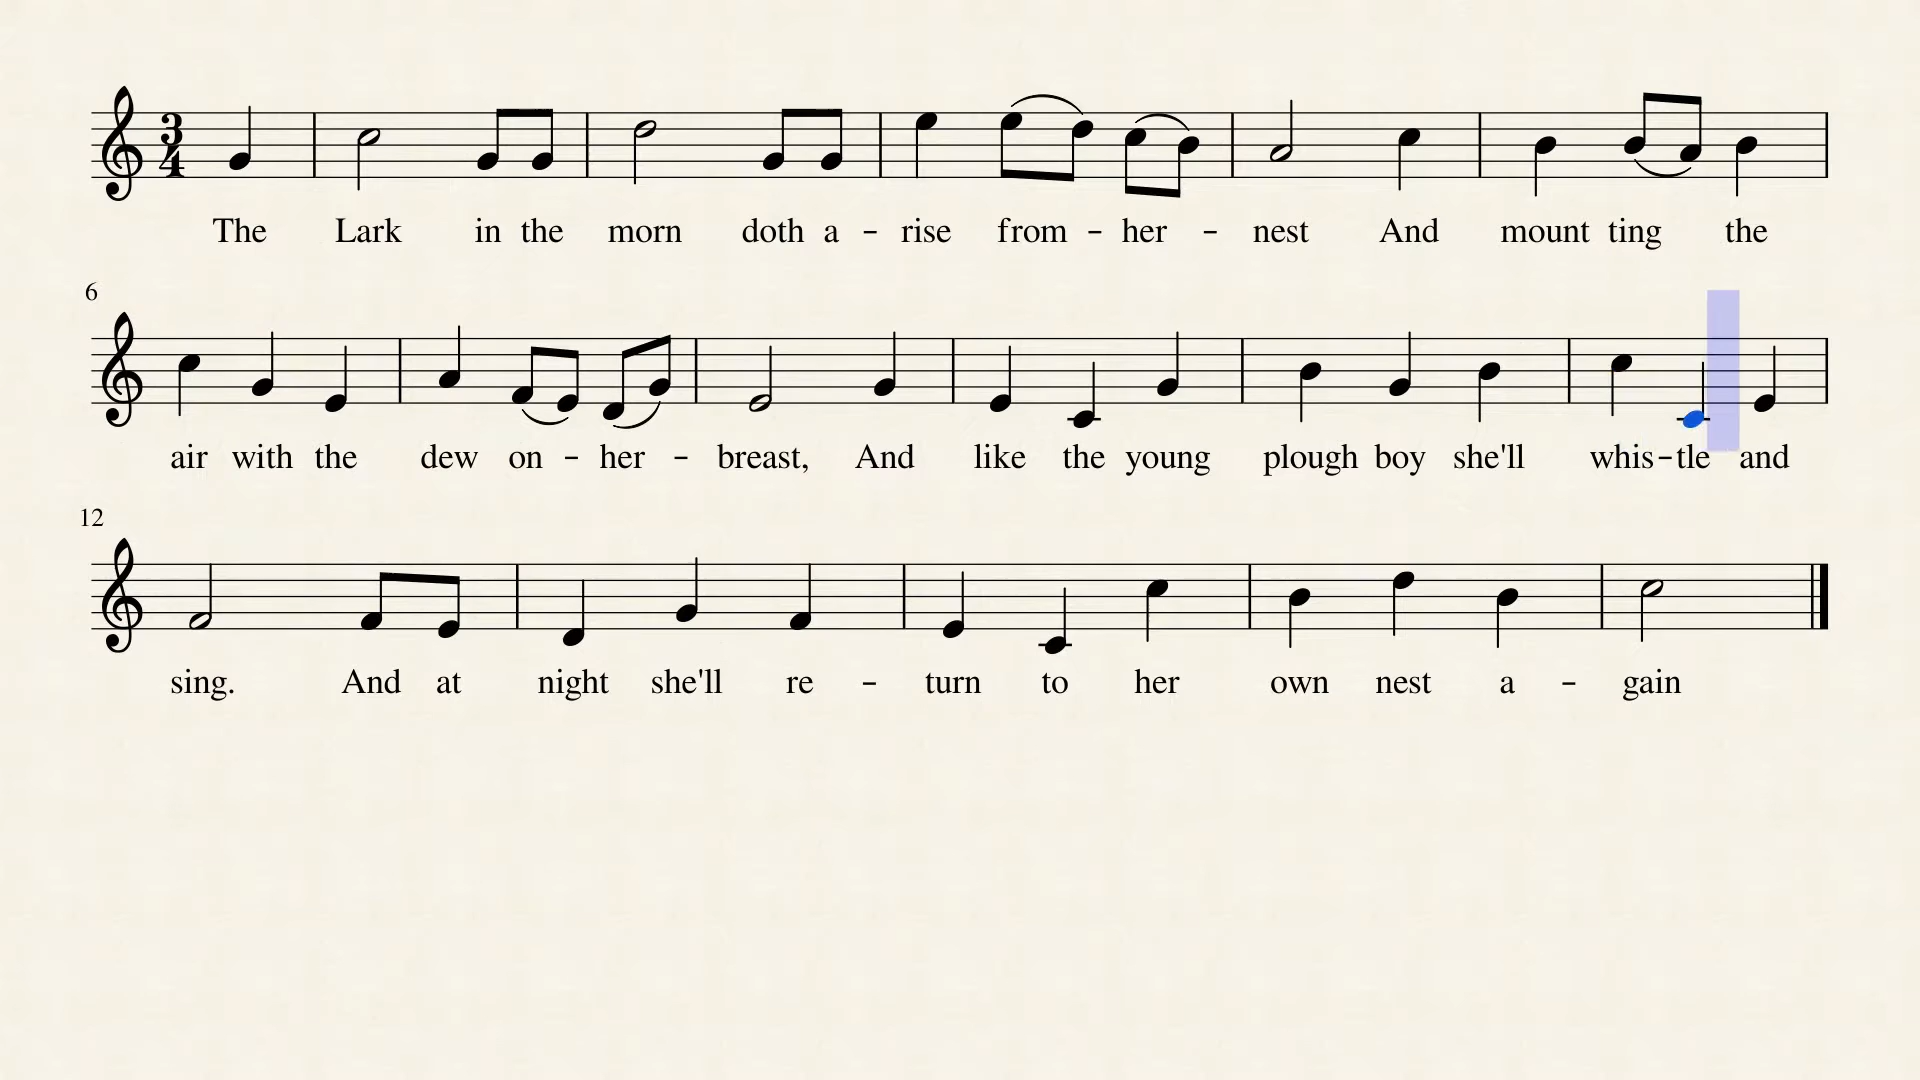 3
4
The Lark in the morn doth a - rise from - her - nest And mount ting the
6
air with the dew on - her - breast, And like the young plough boy she'll whis - tle and
12
sing. And at night she'll re - turn to her own nest a - gain